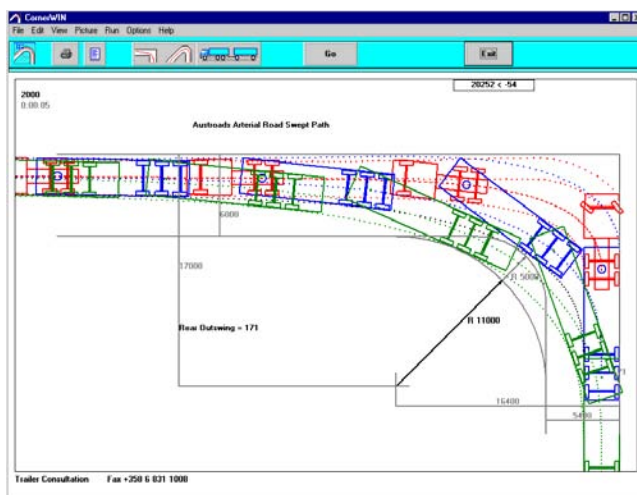 CornerWIN
File Edit View Picture Run Options Help
Go
Exit
20252 < -54
2000
0:00.05
Austroads Arterial Road Swept Path
6000
17000
R 5000
R 11000
Rear Outswing = 171
16400
5400
Trailer Consultation Fax +358 6 831 1008